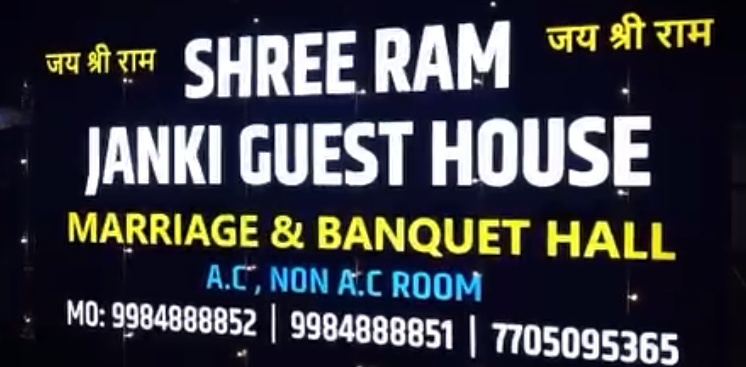 जय श्री राम SHREE RAM जय श्री राम
JANKI GUEST HOUSE
MARRIAGE & BANQUET HALL
A.C , NON A.C ROOM
MO: 9984888852 | 9984888851 | 7705095365